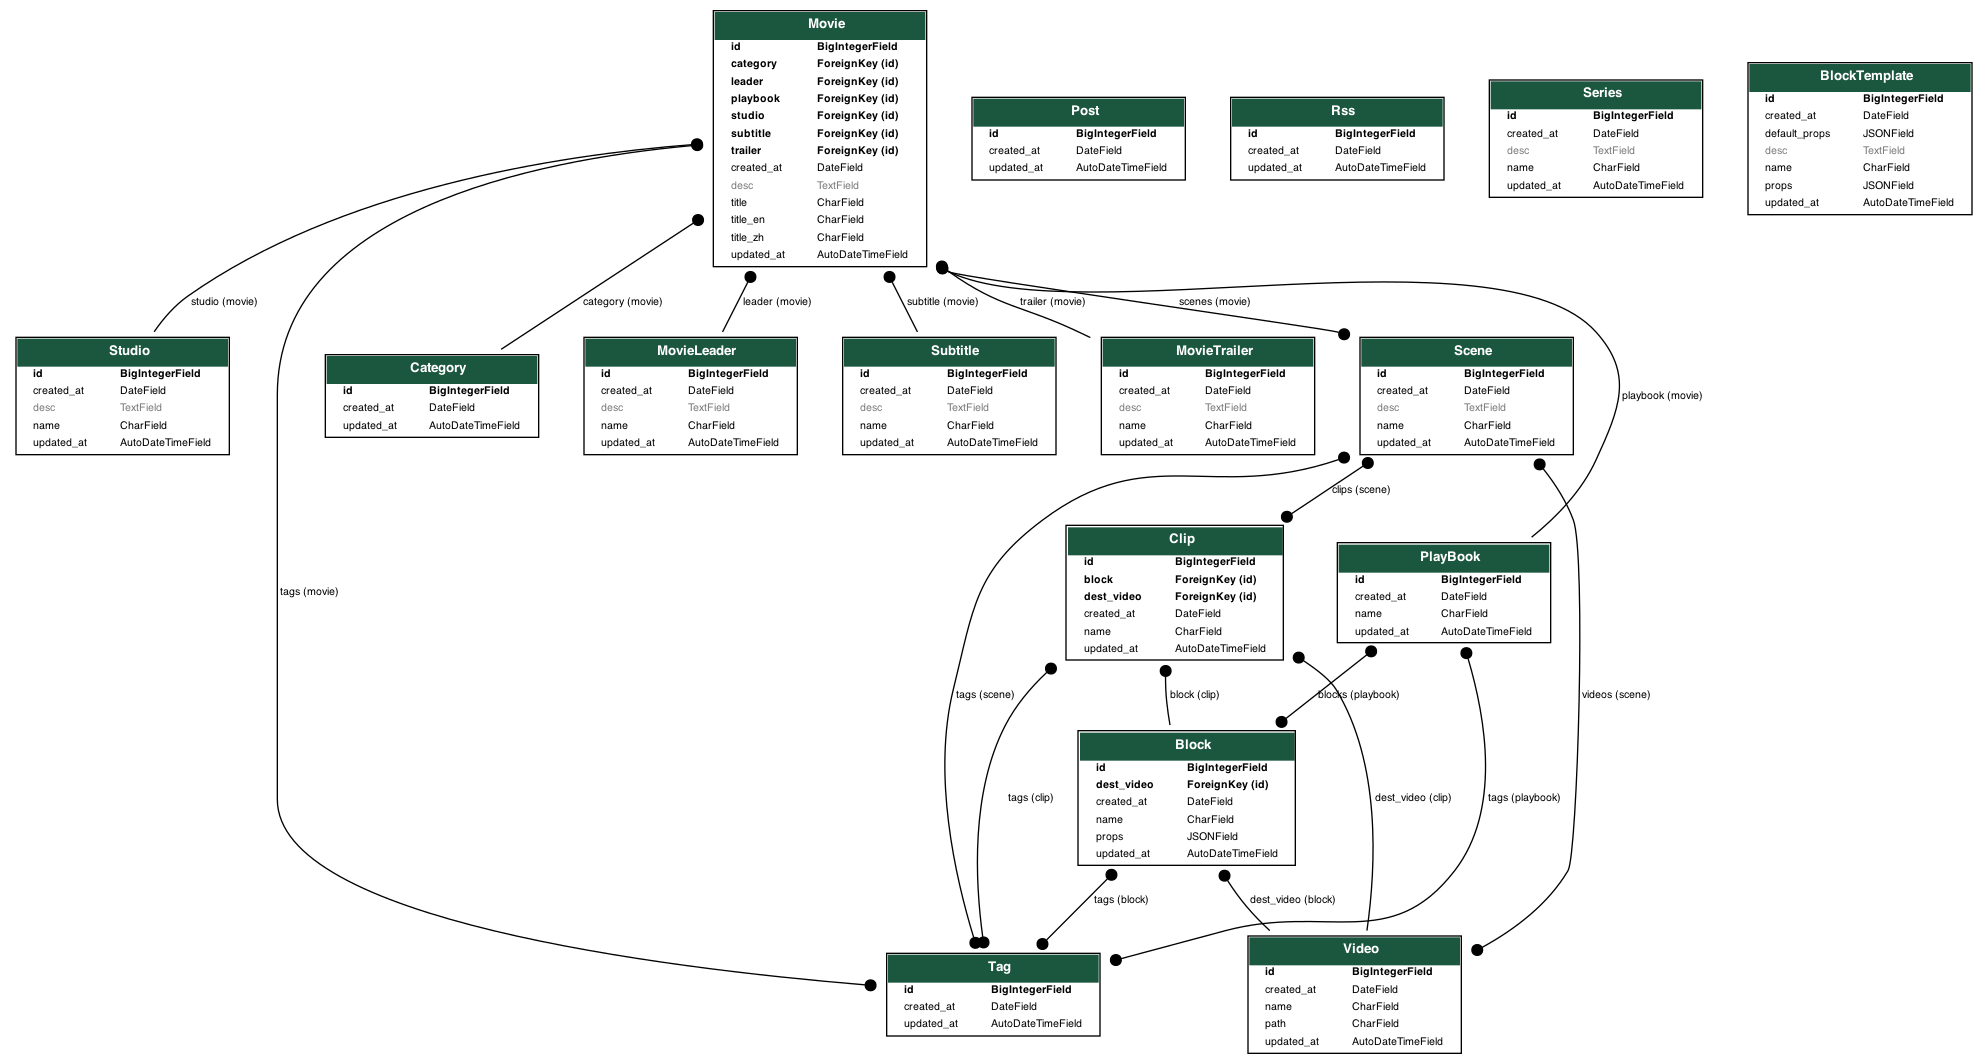 Movie
id BigIntegerField
category ForeignKey (id)
leader ForeignKey (id)
playbook ForeignKey (id)
studio ForeignKey (id)
subtitle ForeignKey (id)
trailer ForeignKey (id)
created_at DateField
desc TextField
title CharField
title_en CharField
title_zh CharField
updated_at AutoDateTimeField
Post
id BigIntegerField
created_at DateField
updated_at AutoDateTimeField
Rss
id BigIntegerField
created_at DateField
updated_at AutoDateTimeField
Series
id BigIntegerField
created_at DateField
desc TextField
name CharField
updated_at AutoDateTimeField
BlockTemplate
id BigIntegerField
created_at DateField
default_props JSONField
desc TextField
name CharField
props JSONField
updated_at AutoDateTimeField
studio (movie)
category (movie)
leader (movie)
subtitle (movie)
trailer (movie)
scenes (movie)
playbook (movie)
Studio
id BigIntegerField
created_at DateField
desc TextField
name CharField
updated_at AutoDateTimeField
Category
id BigIntegerField
created_at DateField
updated_at AutoDateTimeField
MovieLeader
id BigIntegerField
created_at DateField
desc TextField
name CharField
updated_at AutoDateTimeField
Subtitle
id BigIntegerField
created_at DateField
desc TextField
name CharField
updated_at AutoDateTimeField
MovieTrailer
id BigIntegerField
created_at DateField
desc TextField
name CharField
updated_at AutoDateTimeField
Scene
id BigIntegerField
created_at DateField
desc TextField
name CharField
updated_at AutoDateTimeField
clips (scene)
tags (movie)
Clip
id BigIntegerField
block ForeignKey (id)
dest_video ForeignKey (id)
created_at DateField
name CharField
updated_at AutoDateTimeField
PlayBook
id BigIntegerField
created_at DateField
name CharField
updated_at AutoDateTimeField
tags (scene)
block (clip)
blocks (playbook)
videos (scene)
Block
id BigIntegerField
dest_video ForeignKey (id)
created_at DateField
name CharField
props JSONField
updated_at AutoDateTimeField
tags (clip)
dest_video (clip)
tags (playbook)
tags (block)
dest_video (block)
Tag
id BigIntegerField
created_at DateField
updated_at AutoDateTimeField
Video
id BigIntegerField
created_at DateField
name CharField
path CharField
updated_at AutoDateTimeField